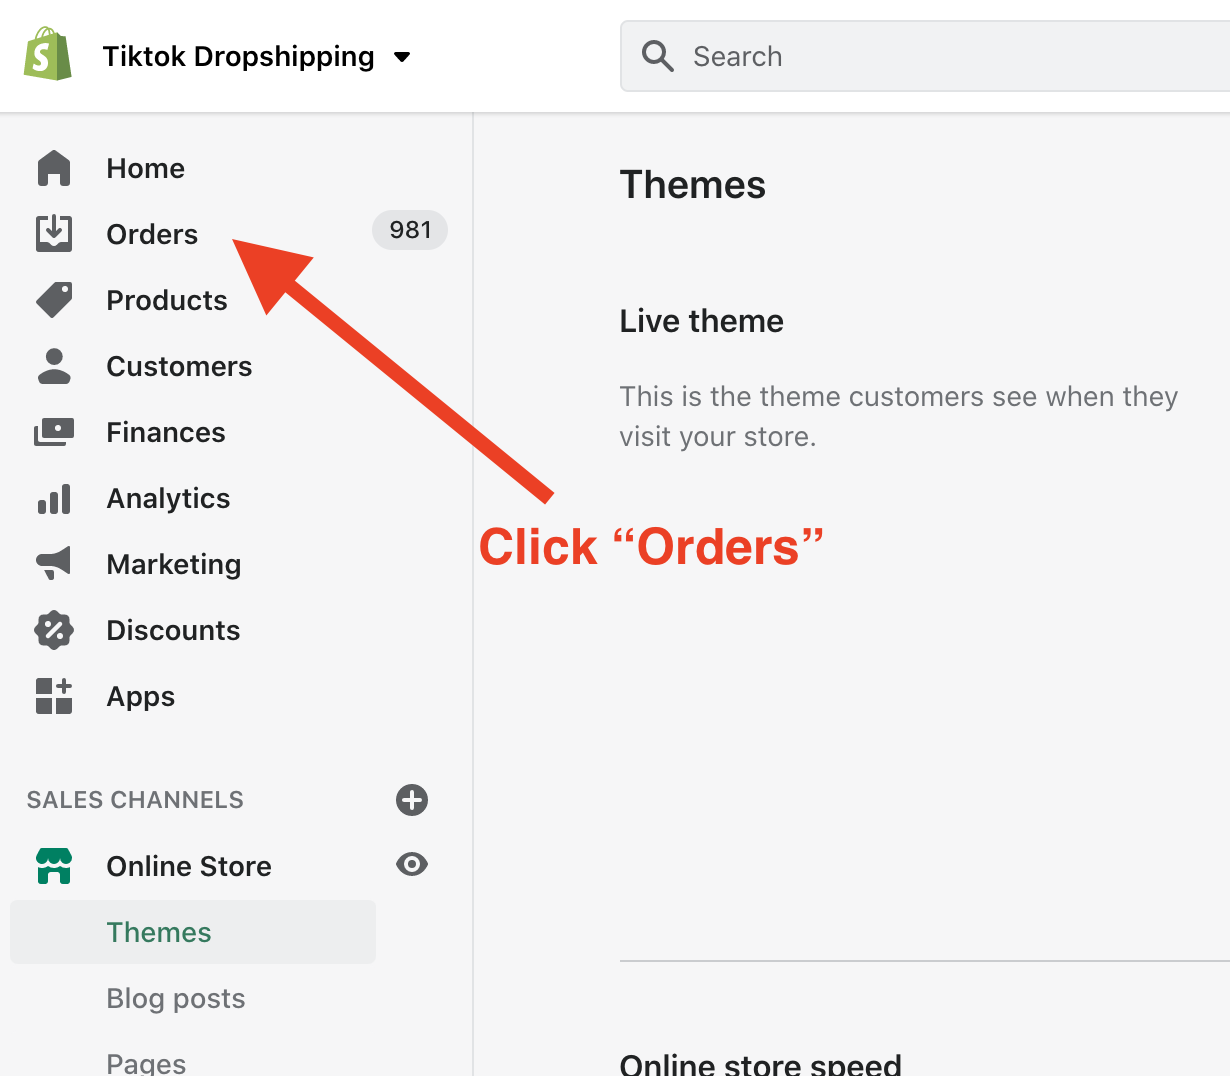 Tiktok Dropshipping
Search
Home
Orders
981
Products
Customers
Finances
Analytics
Marketing
Discounts
Apps
SALES CHANNELS
Online Store
Themes
Blog posts
Pages
Themes
Live theme
This is the theme customers see when they
visit your store.
Click “Orders”
Online store speed